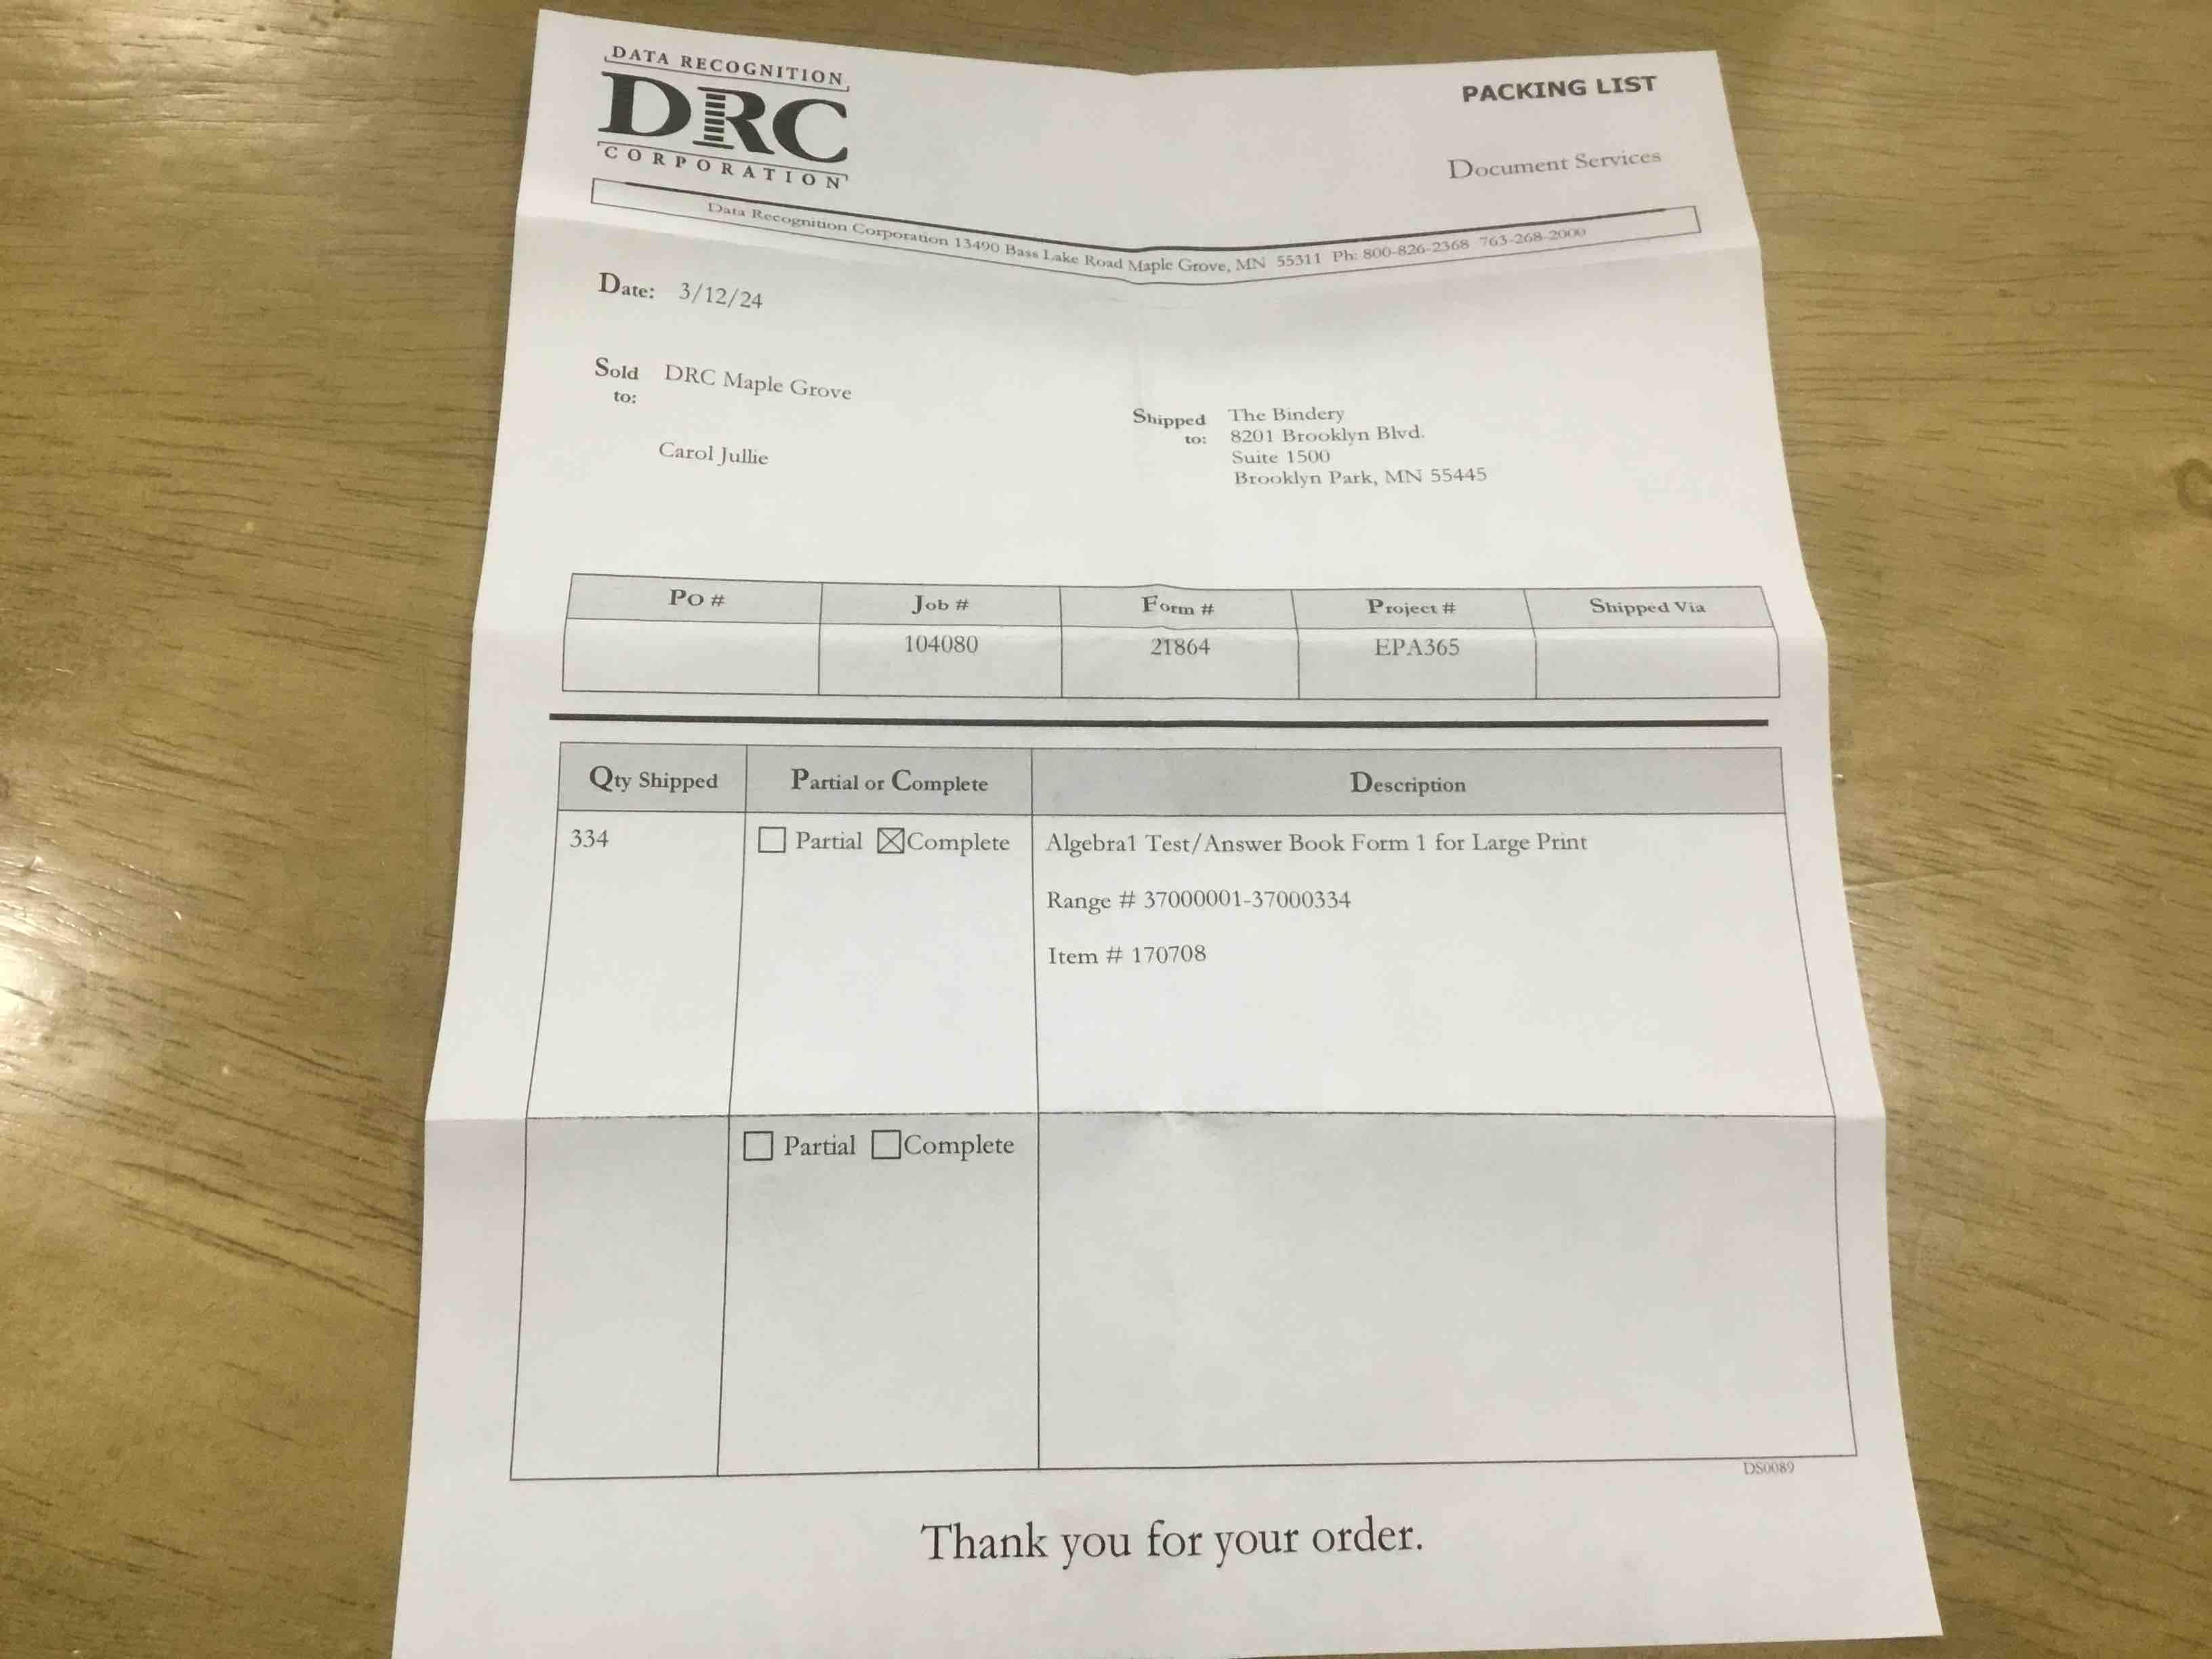 DATA RECOGNITION
DRC
CORPORATION
PACKING LIST
Document Services
Data Recognition Corporation 13490 Bass Lake Road Maple Grove, MN 55311 Ph: 800-826-2368 763-268-2000
Date: 3/12/24
Sold to: DRC Maple Grove
Carol Jullie
Shipped to: The Bindery
8201 Brooklyn Blvd.
Suite 1500
Brooklyn Park, MN 55445
PO # Job # Form # Project # Shipped Via
104080 21864 EPA365
Qty Shipped Partial or Complete Description
334 ☐ Partial ☒ Complete Algebra1 Test/Answer Book Form 1 for Large Print
Range # 37000001-37000334
Item # 170708
☐ Partial ☐ Complete
DS0089
Thank you for your order.